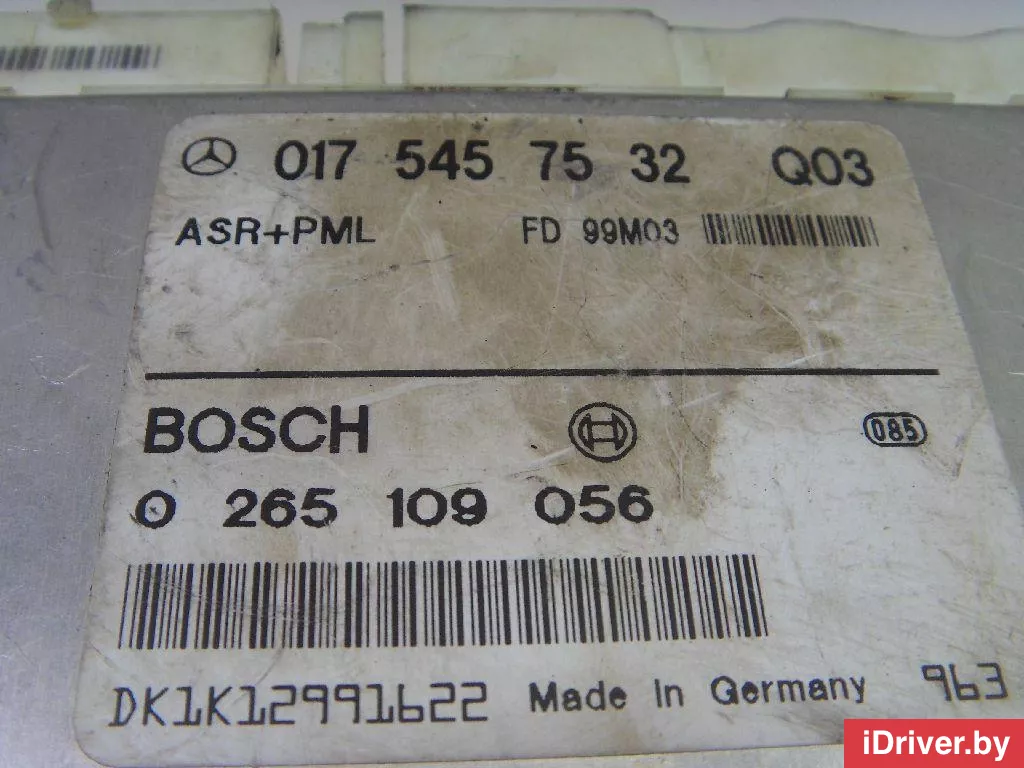 017 545 75 32 Q03
ASR+PML FD 99M03
BOSCH 085
0 265 109 056
DK1K12991622 Made in Germany 963
iDriver.by